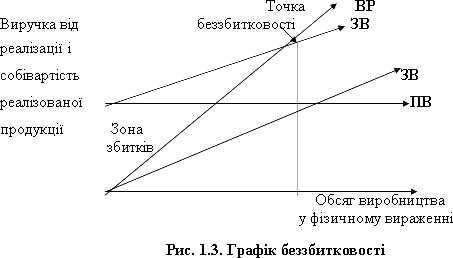 Точка
беззбитковості
ВР
ЗВ
Виручка від
реалізації і
собівартість
реалізованої
продукції
ЗВ
ПВ
Зона
збитків
Обсяг виробництва
у фізичному вираженні
Рис. 1.3. Графік беззбитковості